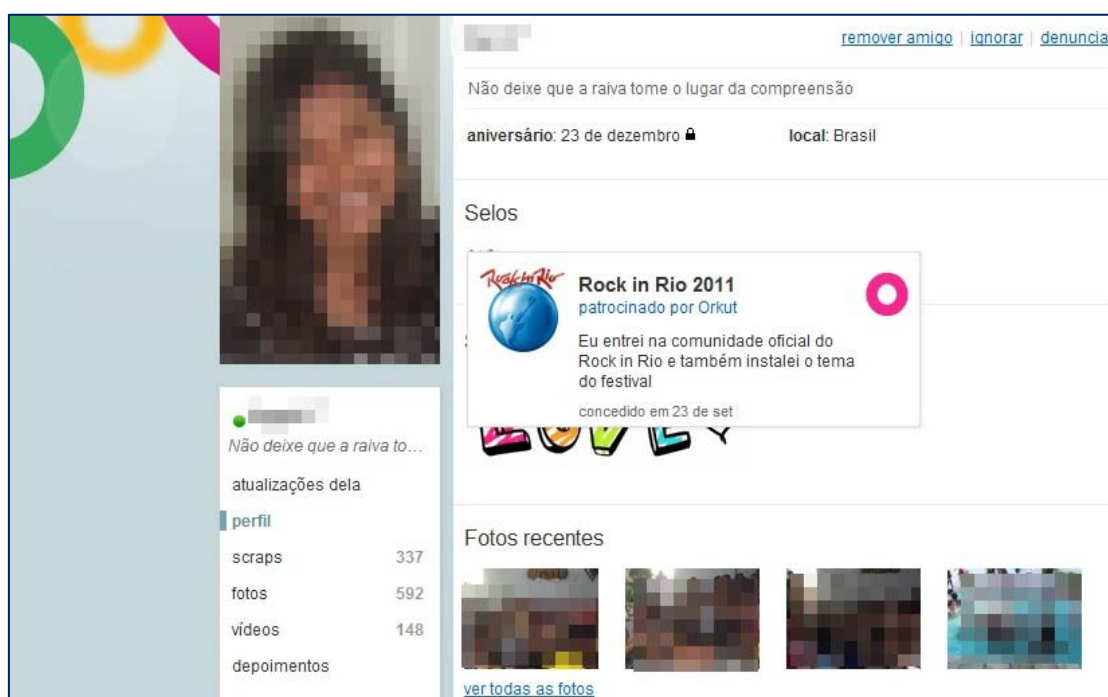 remover amigo | ignorar | denuncia
Não deixe que a raiva tome o lugar da compreensão
aniversário: 23 de dezembro local: Brasil
Selos
Rock in Rio
Rock in Rio 2011
patrocinado por Orkut
Eu entrei na comunidade oficial do
Rock in Rio e também instalei o tema
do festival
concedido em 23 de set
Não deixe que a raiva to...
atualizações dela
perfil
scraps 337
fotos 592
vídeos 148
depoimentos
Fotos recentes
ver todas as fotos